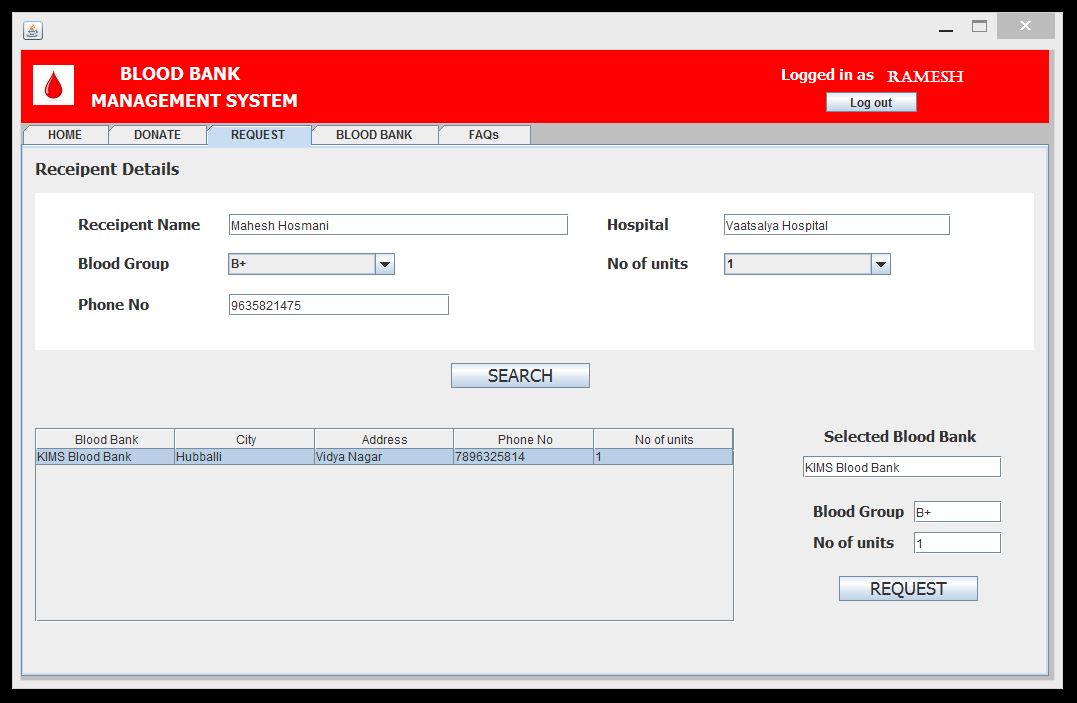 BLOOD BANK
MANAGEMENT SYSTEM
Logged in as RAMESH
Log out
HOME DONATE REQUEST BLOOD BANK FAQs
Receipent Details
Receipent Name Mahesh Hosmani Hospital Vaatsalya Hospital
Blood Group B+ No of units 1
Phone No 9635821475
SEARCH
Blood Bank City Address Phone No No of units
KIMS Blood Bank Hubballi Vidya Nagar 7896325814 1
Selected Blood Bank
KIMS Blood Bank
Blood Group B+
No of units 1
REQUEST